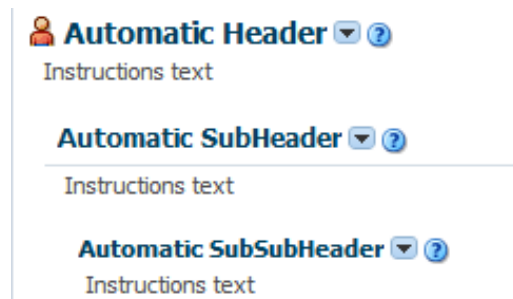 Automatic Header
Instructions text
Automatic SubHeader
Instructions text
Automatic SubSubHeader
Instructions text